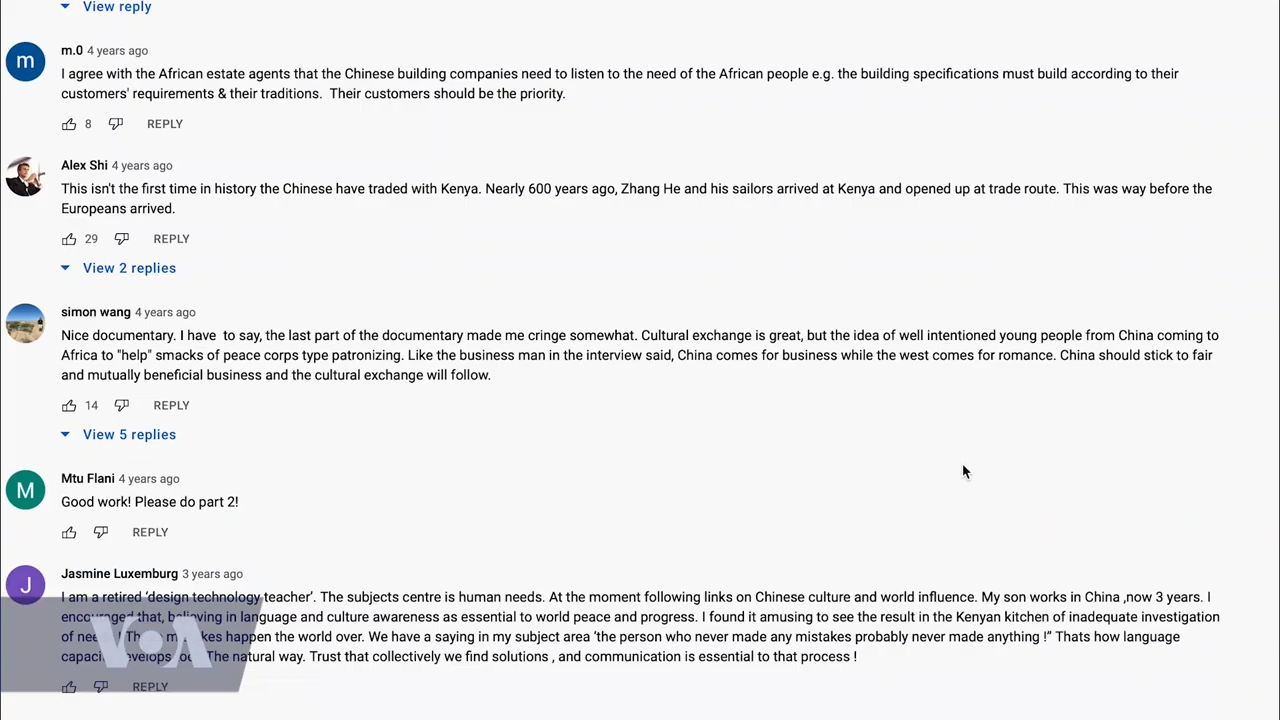 View reply
m
m.0 4 years ago
I agree with the African estate agents that the Chinese building companies need to listen to the need of the African people e.g. the building specifications must build according to their
customers' requirements & their traditions. Their customers should be the priority.
8 REPLY
Alex Shi 4 years ago
This isn't the first time in history the Chinese have traded with Kenya. Nearly 600 years ago, Zhang He and his sailors arrived at Kenya and opened up at trade route. This was way before the
Europeans arrived.
29 REPLY
View 2 replies
simon wang 4 years ago
Nice documentary. I have to say, the last part of the documentary made me cringe somewhat. Cultural exchange is great, but the idea of well intentioned young people from China coming to
Africa to "help" smacks of peace corps type patronizing. Like the business man in the interview said, China comes for business while the west comes for romance. China should stick to fair
and mutually beneficial business and the cultural exchange will follow.
14 REPLY
View 5 replies
M
Mtu Flani 4 years ago
Good work! Please do part 2!
REPLY
J
Jasmine Luxemburg 3 years ago
I am a retired ‘design technology teacher’. The subjects centre is human needs. At the moment following links on Chinese culture and world influence. My son works in China ,now 3 years. I
encouraged that, believing in language and culture awareness as essential to world peace and progress. I found it amusing to see the result in the Kenyan kitchen of inadequate investigation
of happen the world over. We have a saying in my subject area ‘the person who never made any mistakes probably never made anything !” Thats how language
The natural way. Trust that collectively we find solutions , and communication is essential to that process !
REPLY
VOA